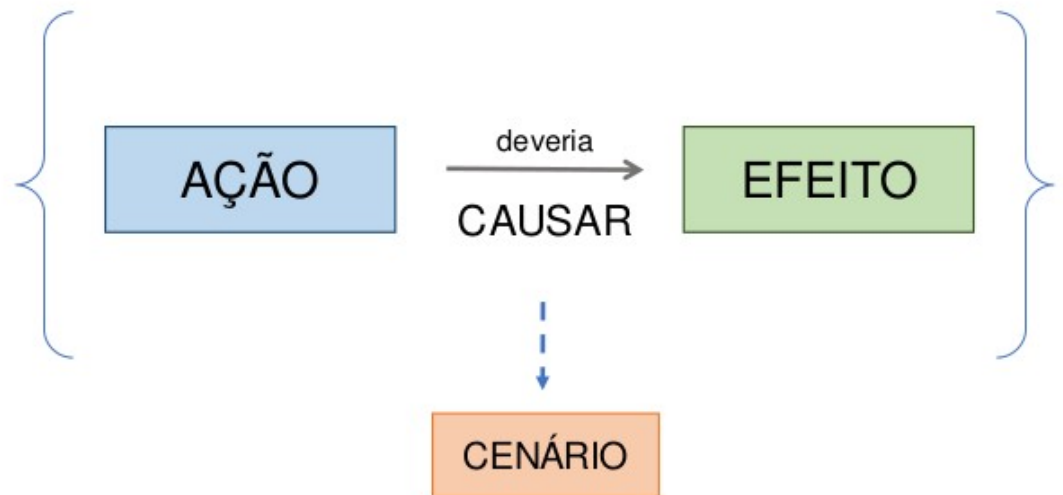 AÇÃO
deveria
CAUSAR
EFEITO
CENÁRIO